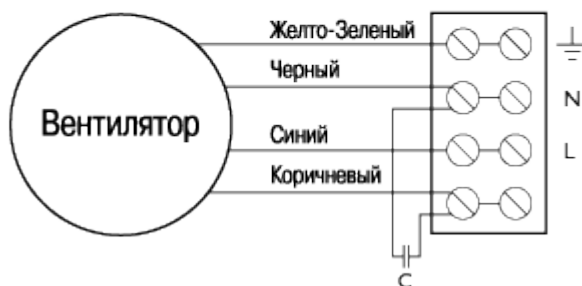 Желто-Зеленый
Черный
N
Вентилятор
Синий
L
Коричневый
C